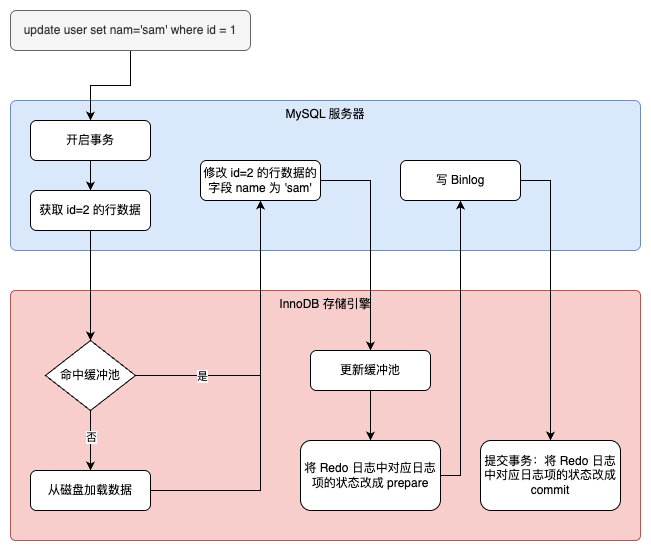 update user set nam='sam' where id = 1
MySQL 服务器
开启事务
获取 id=2 的行数据
修改 id=2 的行数据的
字段 name 为 'sam'
写 Binlog
InnoDB 存储引擎
命中缓冲池
是
否
从磁盘加载数据
更新缓冲池
将 Redo 日志中对应日志
项的状态改成 prepare
提交事务：将 Redo 日志
中对应日志项的状态改成
commit